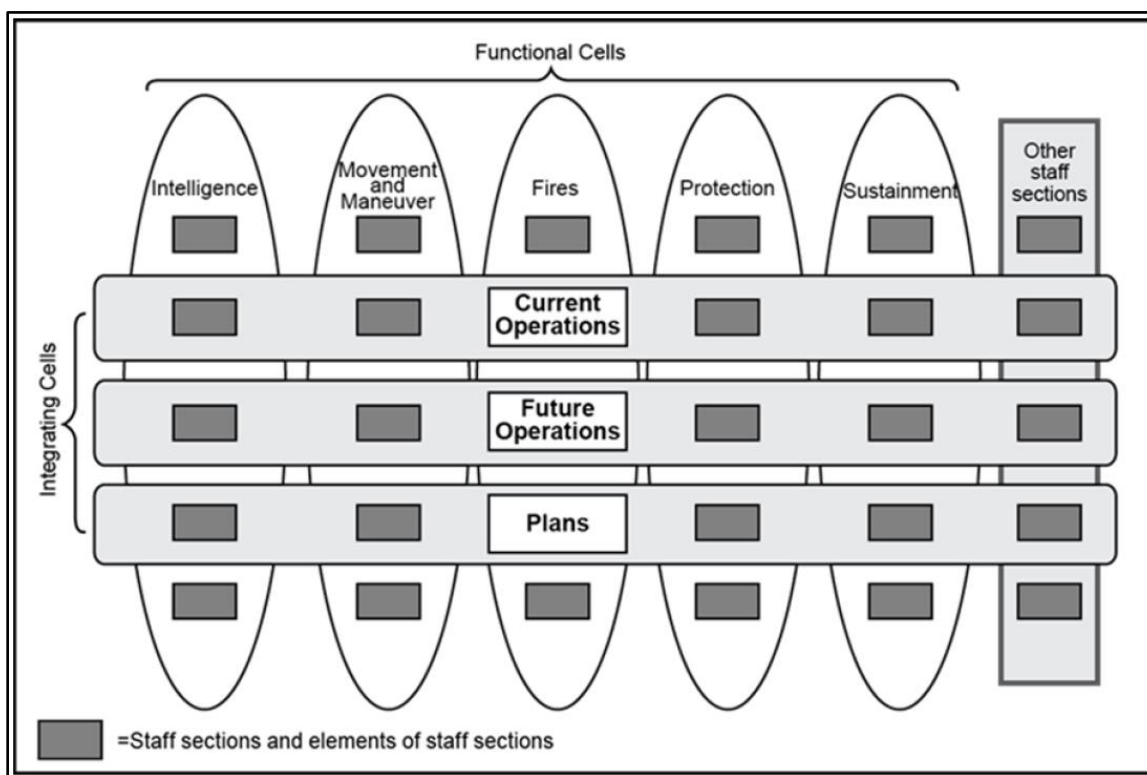 Functional Cells
Intelligence
Movement
and
Maneuver
Fires
Protection
Sustainment
Other
staff
sections
Integrating Cells
Current
Operations
Future
Operations
Plans
=Staff sections and elements of staff sections